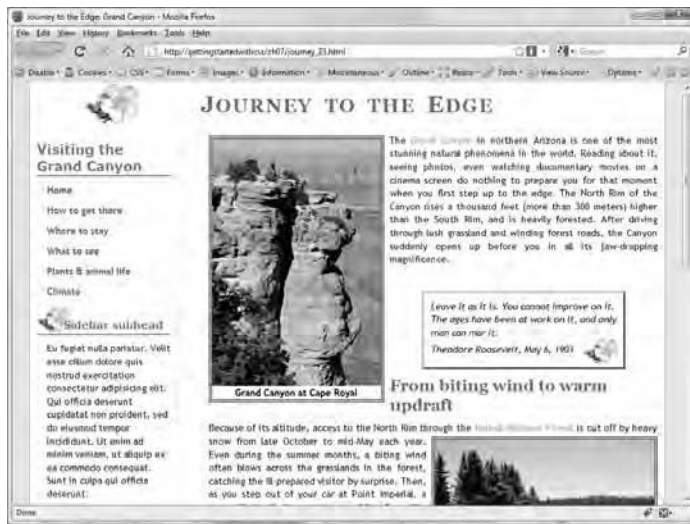 Journey to the Edge: Grand Canyon - Mozilla Firefox
File Edit View History Bookmarks Tools Help
http://gettingstartedwithcss/ch07/journey_23.html
Disable Cookies CSS Forms Images Information Miscellaneous Outline Resize Tools View Source Options
JOURNEY TO THE EDGE
Visiting the
Grand Canyon
Home
How to get there
Where to stay
What to see
Plants & animal life
Climate
Sidebar subhead
Eu fugiat nulla pariatur. Velit
esse cillum dolore quis
nostrud exercitation
consectetur adipisicing elit.
Qui officia deserunt
cupidatat non proident, sed
do eiusmod tempor
incididunt. Ut enim ad
minim veniam, ut aliquip ex
ea commodo consequat.
Sunt in culpa qui officia
deserunt.
Grand Canyon at Cape Royal
The Grand Canyon in northern Arizona is one of the most
stunning natural phenomena in the world. Reading about it,
seeing photos, even watching documentary movies on a
cinema screen do nothing to prepare you for that moment
when you first step up to the edge. The North Rim of the
Canyon rises a thousand feet (more than 300 meters) higher
than the South Rim, and is heavily forested. After driving
through lush grassland and winding forest roads, the Canyon
suddenly opens up before you in all its jaw-dropping
magnificence.
Leave it as it is. You cannot improve on it.
The ages have been at work on it, and only
man can mar it.
Theodore Roosevelt, May 6, 1903
From biting wind to warm
updraft
Because of its altitude, access to the North Rim through the is cut off by heavy
snow from late October to mid-May each year.
Even during the summer months, a biting wind
often blows across the grasslands in the forest,
catching the ill-prepared visitor by surprise. Then,
as you step out of your car at Point Imperial, a
Done